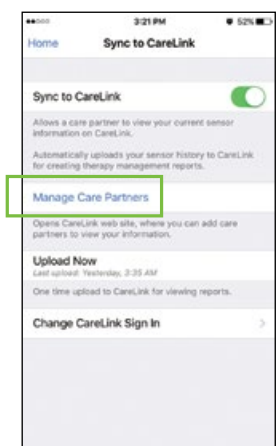 3:21 PM 52%
Home Sync to CareLink
Sync to CareLink
Allows a care partner to view your current sensor
information on CareLink.
Automatically uploads your sensor history to CareLink
for creating therapy management reports.
Manage Care Partners
Opens CareLink web site, where you can add care
partners to view your information.
Upload Now
Last upload: Yesterday, 3:35 AM
One time upload to CareLink for viewing reports.
Change CareLink Sign In